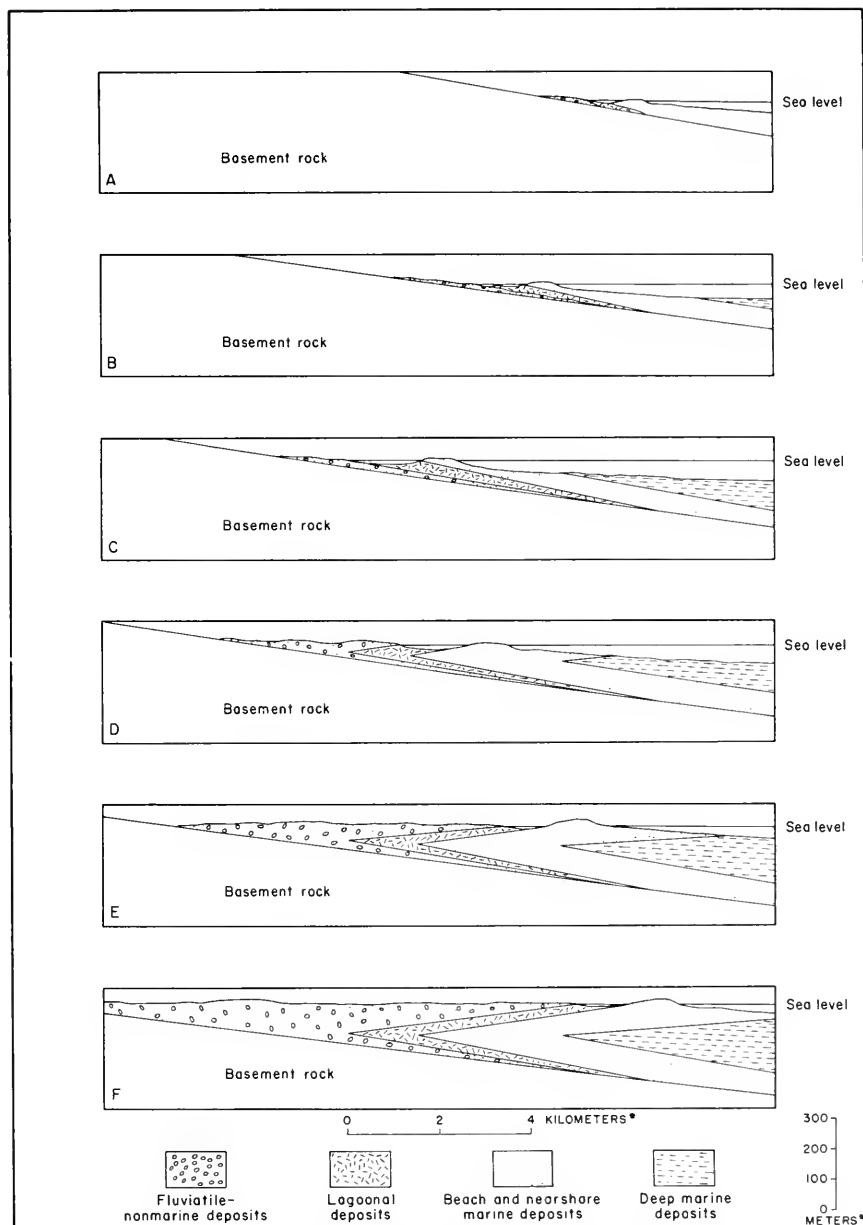 Sea level
Basement rock
A
Sea level
Basement rock
B
Sea level
Basement rock
C
Sea level
Basement rock
D
Sea level
Basement rock
E
Sea level
Basement rock
F
0 2 4 KILOMETERS*
300
200
100
0
METERS*
Fluviatile-
nonmarine deposits
Lagoonal
deposits
Beach and nearshore
marine deposits
Deep marine
deposits